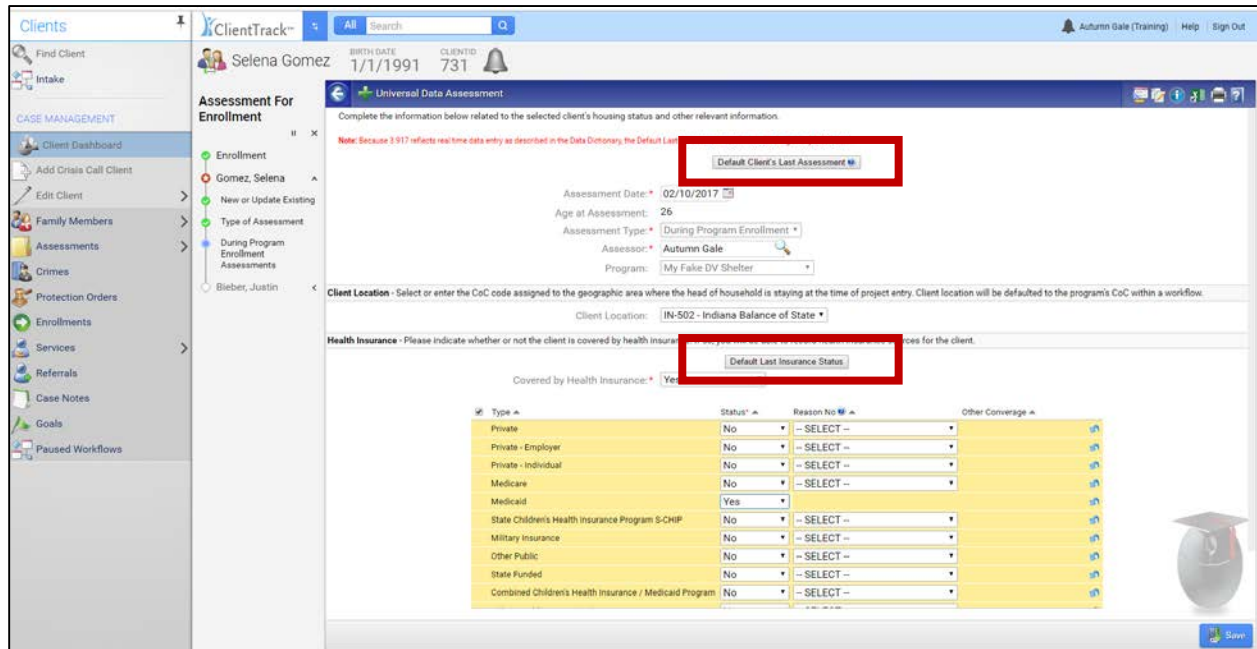 Clients
ClientTrack™
All Search
Autumn Gale (Training) Help Sign Out
Find Client
Intake
CASE MANAGEMENT
Client Dashboard
Add Crisis Call Client
Edit Client
Family Members
Assessments
Crimes
Protection Orders
Enrollments
Services
Referrals
Case Notes
Goals
Paused Workflows
Selena Gomez
BIRTH DATE
1/1/1991
CLIENTID
731
Assessment For
Enrollment
Enrollment
Gomez, Selena
New or Update Existing
Type of Assessment
During Program
Enrollment
Assessments
Bieber, Justin
Universal Data Assessment
Complete the information below related to the selected client's housing status and other relevant information.
Note: Because 3.917 reflects real time data entry as described in the Data Dictionary, the Default Last
Default Client's Last Assessment
Assessment Date:* 02/10/2017
Age at Assessment: 26
Assessment Type:* During Program Enrollment
Assessor:* Autumn Gale
Program: My Fake DV Shelter
Client Location - Select or enter the CoC code assigned to the geographic area where the head of household is staying at the time of project entry. Client location will be defaulted to the program's CoC within a workflow.
Client Location: IN-502 - Indiana Balance of State
Health Insurance - Please indicate whether or not the client is covered by health for the client.
Default Last Insurance Status
Covered by Health Insurance:* Yes
Type Status* Reason No Other Converage
Private No -- SELECT --
Private - Employer No -- SELECT --
Private - Individual No -- SELECT --
Medicare No -- SELECT --
Medicaid Yes
State Children's Health Insurance Program S-CHIP No -- SELECT --
Military Insurance No -- SELECT --
Other Public No -- SELECT --
State Funded No -- SELECT --
Combined Children's Health Insurance / Medicaid Program No -- SELECT --
Save